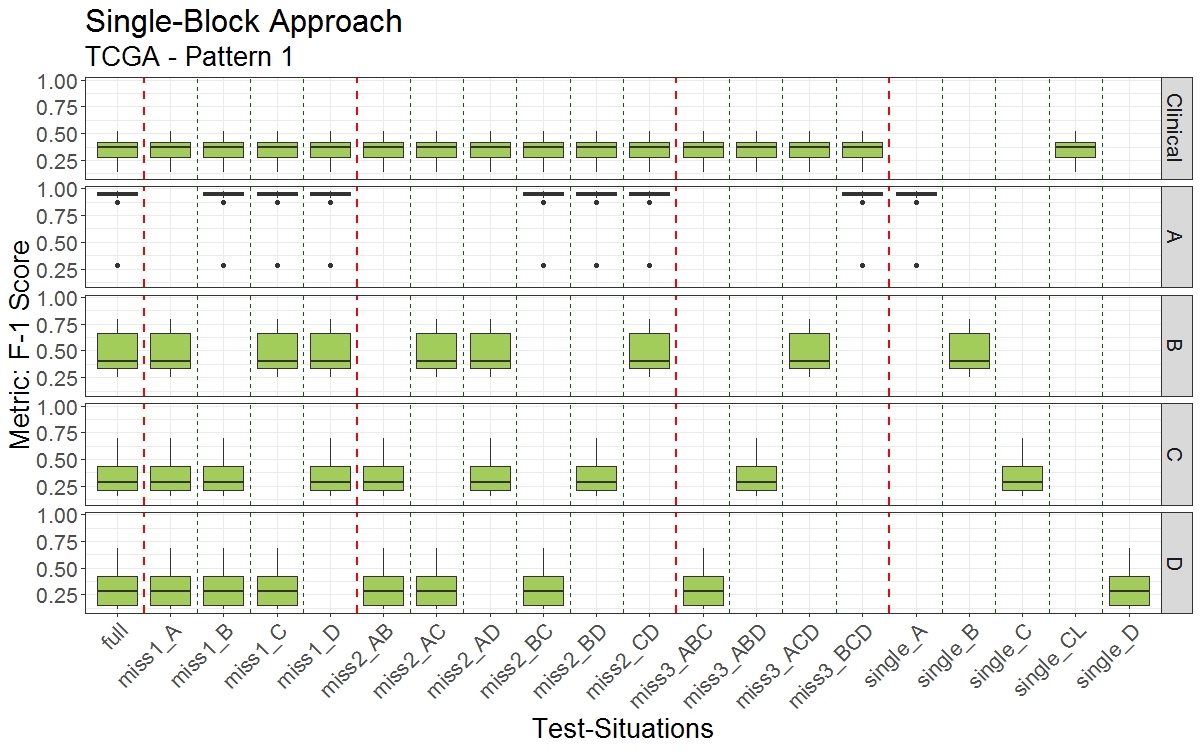 Single-Block Approach
TCGA - Pattern 1
Metric: F-1 Score
1.00
0.75
0.50
0.25
Clinical
1.00
0.75
0.50
0.25
A
1.00
0.75
0.50
0.25
B
1.00
0.75
0.50
0.25
C
1.00
0.75
0.50
0.25
D
full
miss1_A
miss1_B
miss1_C
miss1_D
miss2_AB
miss2_AC
miss2_AD
miss2_BC
miss2_BD
miss2_CD
miss3_ABC
miss3_ABD
miss3_ACD
miss3_BCD
single_A
single_B
single_C
single_CL
single_D
Test-Situations